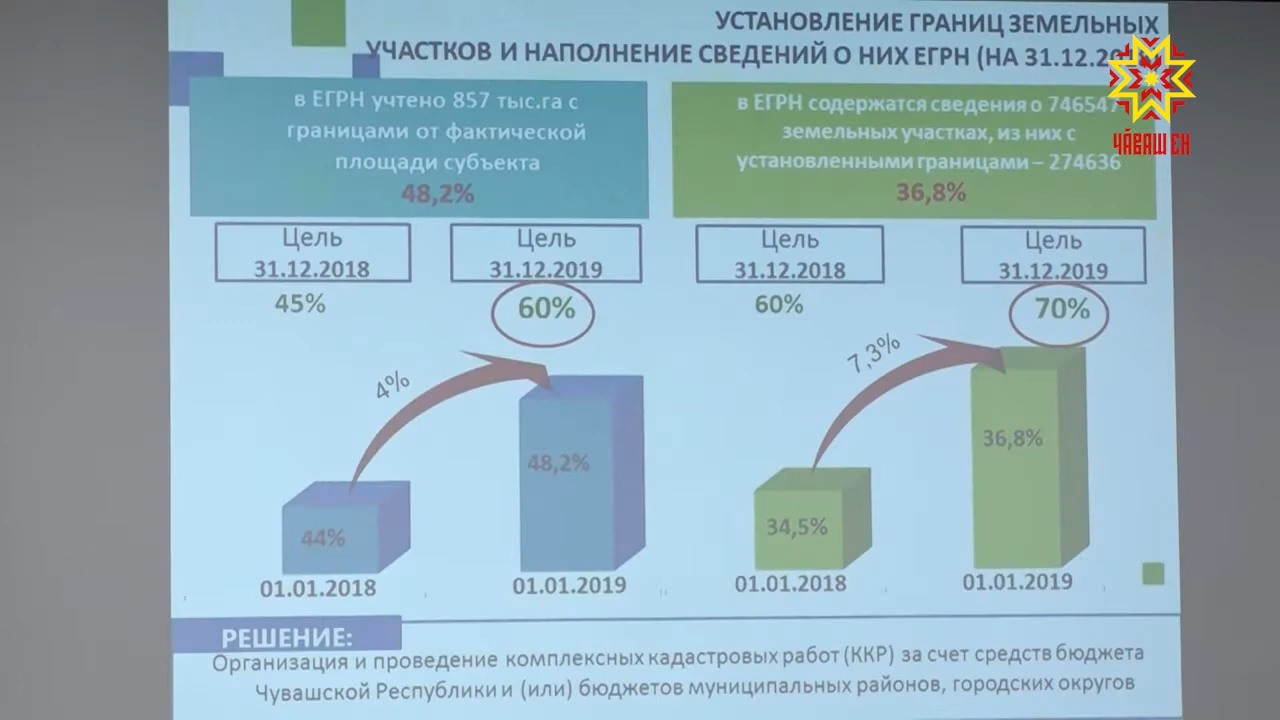 УСТАНОВЛЕНИЕ ГРАНИЦ ЗЕМЕЛЬНЫХ
УЧАСТКОВ И НАПОЛНЕНИЕ СВЕДЕНИЙ О НИХ ЕГРН (НА 31.12.20
ЧӐВАШ ЕН
в ЕГРН учтено 857 тыс.га с
границами от фактической
площади субъекта
48,2%
в ЕГРН содержатся сведения о 746547
земельных участках, из них с
установленными границами – 274636
36,8%
Цель
31.12.2018
45%
Цель
31.12.2019
60%
Цель
31.12.2018
60%
Цель
31.12.2019
70%
4%
44%
48,2%
01.01.2018
01.01.2019
7,3%
34,5%
36,8%
01.01.2018
01.01.2019
РЕШЕНИЕ:
Организация и проведение комплексных кадастровых работ (ККР) за счет средств бюджета
Чувашской Республики и (или) бюджетов муниципальных районов, городских округов